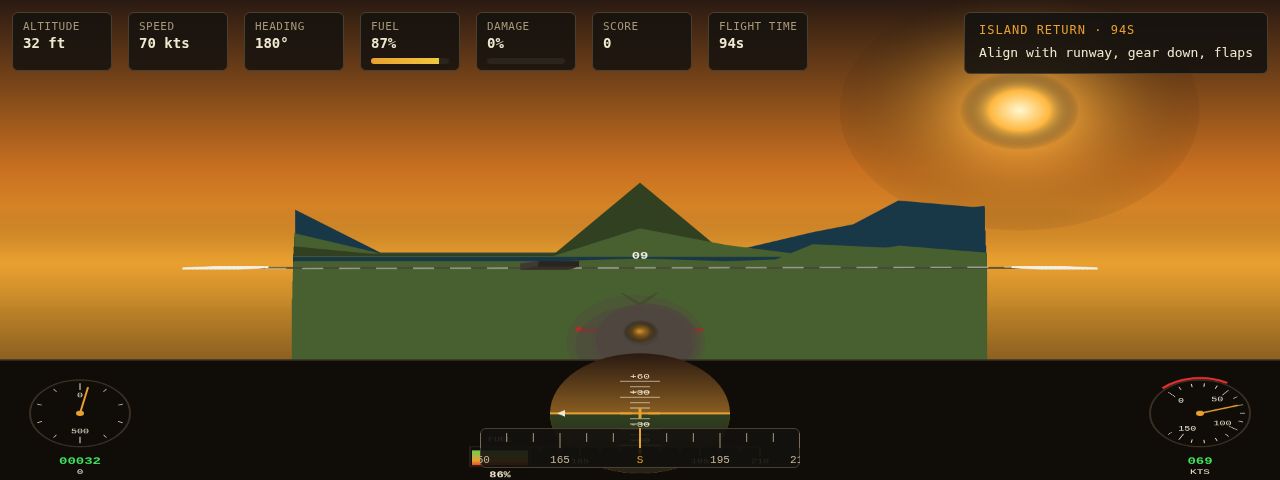 ALTITUDE
32 ft
SPEED
70 kts
HEADING
180°
FUEL
87%
DAMAGE
0%
SCORE
0
FLIGHT TIME
94s
ISLAND RETURN · 94S
Align with runway, gear down, flaps
09
+60
+30
-30
0
500
00032
0
165
S
195
86%
0
50
100
150
069
KTS